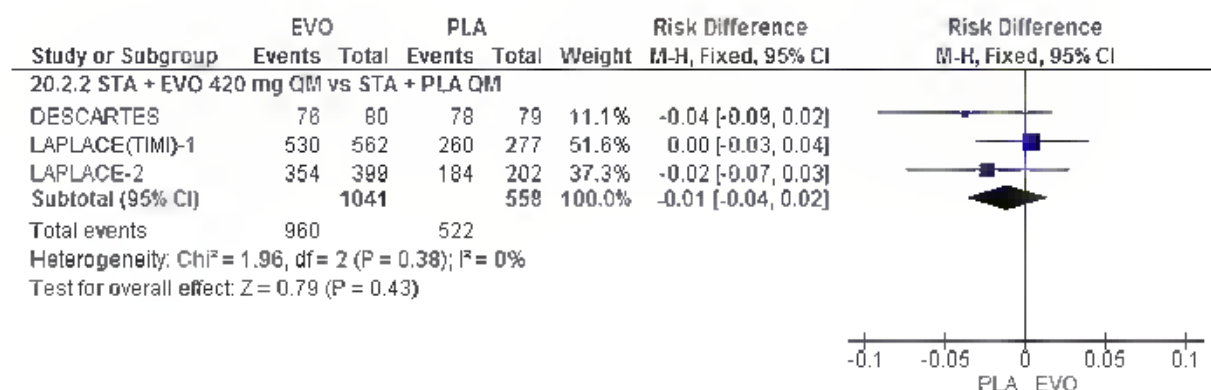 EVO PLA Risk Difference Risk Difference
Study or Subgroup Events Total Events Total Weight M-H, Fixed, 95% CI M-H, Fixed, 95% CI
20.2.2 STA + EVO 420 mg QM vs STA + PLA QM
DESCARTES 76 80 78 79 11.1% -0.04 [-0.09, 0.02]
LAPLACE(TIMI)-1 530 562 260 277 51.6% 0.00 [-0.03, 0.04]
LAPLACE-2 354 399 184 202 37.3% -0.02 [-0.07, 0.03]
Subtotal (95% CI) 1041 558 100.0% -0.01 [-0.04, 0.02]
Total events 960 522
Heterogeneity: Chi² = 1.96, df = 2 (P = 0.38); I² = 0%
Test for overall effect: Z = 0.79 (P = 0.43)
-0.1 -0.05 0 0.05 0.1
PLA EVO